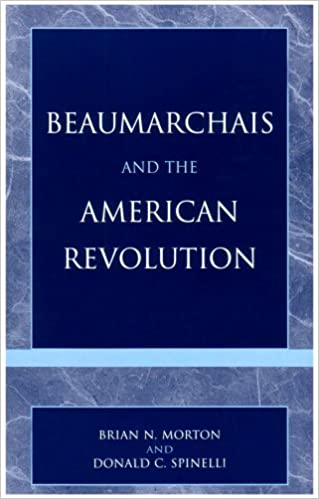 BEAUMARCHAIS
AND THE
AMERICAN
REVOLUTION
BRIAN N. MORTON
AND
DONALD C. SPINELLI